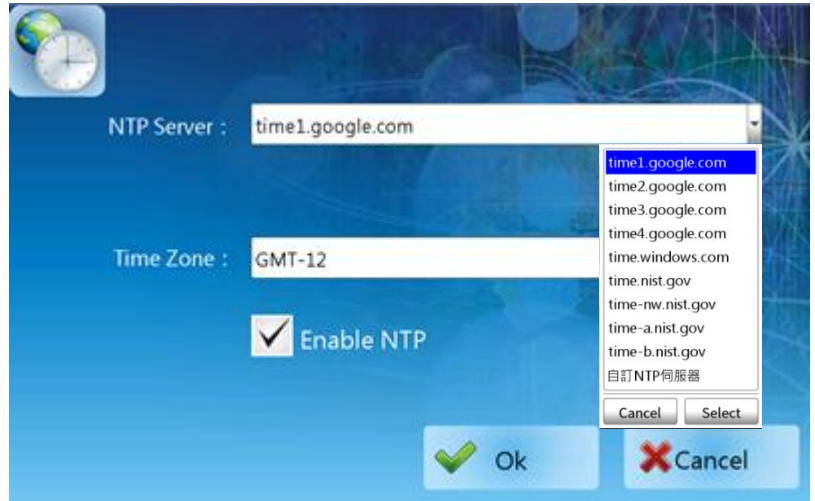 NTP Server : time1.google.com
time1.google.com
time2.google.com
time3.google.com
time4.google.com
time.windows.com
time.nist.gov
time-nw.nist.gov
time-a.nist.gov
time-b.nist.gov
自訂NTP伺服器
Cancel Select
Time Zone : GMT-12
Enable NTP
Ok Cancel